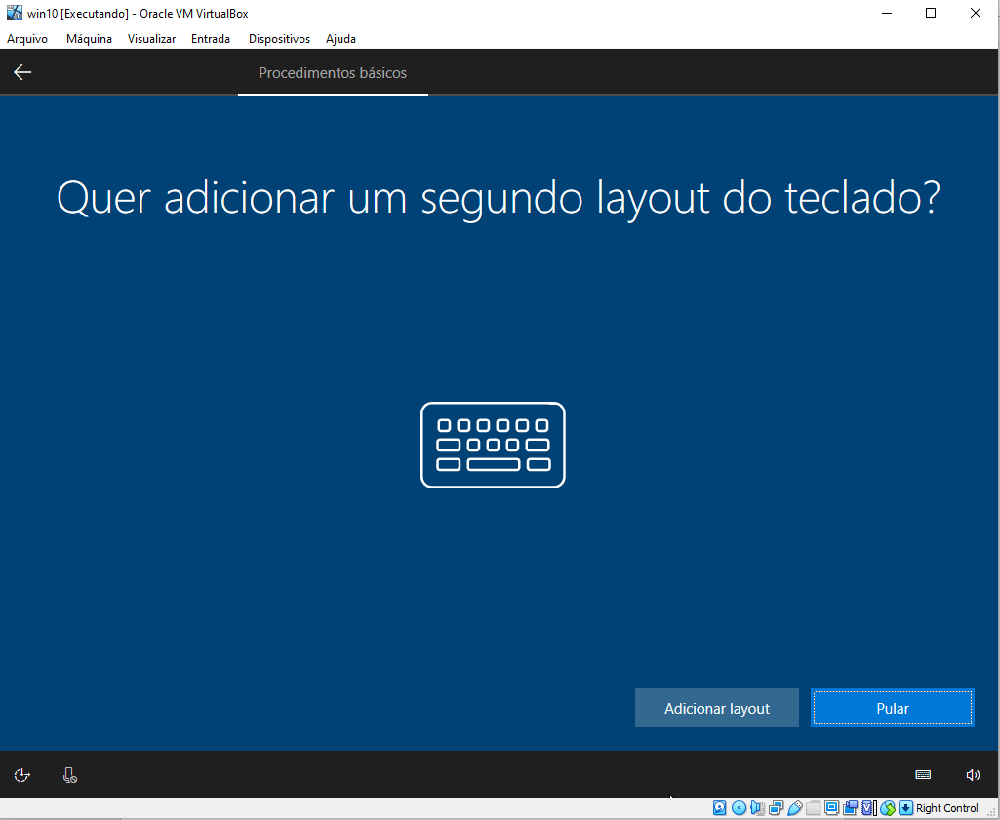 win10 [Executando] - Oracle VM VirtualBox
Arquivo Máquina Visualizar Entrada Dispositivos Ajuda
Procedimentos básicos
Quer adicionar um segundo layout do teclado?
Adicionar layout Pular
Right Control